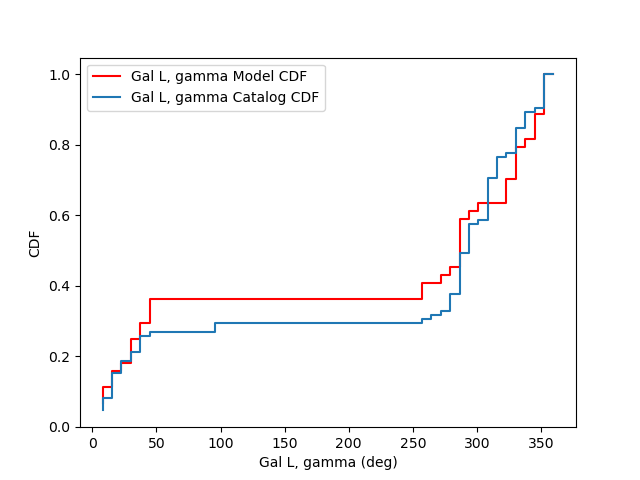 Gal L, gamma Model CDF
Gal L, gamma Catalog CDF
1.0
0.8
0.6
0.4
0.2
0.0
CDF
0 50 100 150 200 250 300 350
Gal L, gamma (deg)